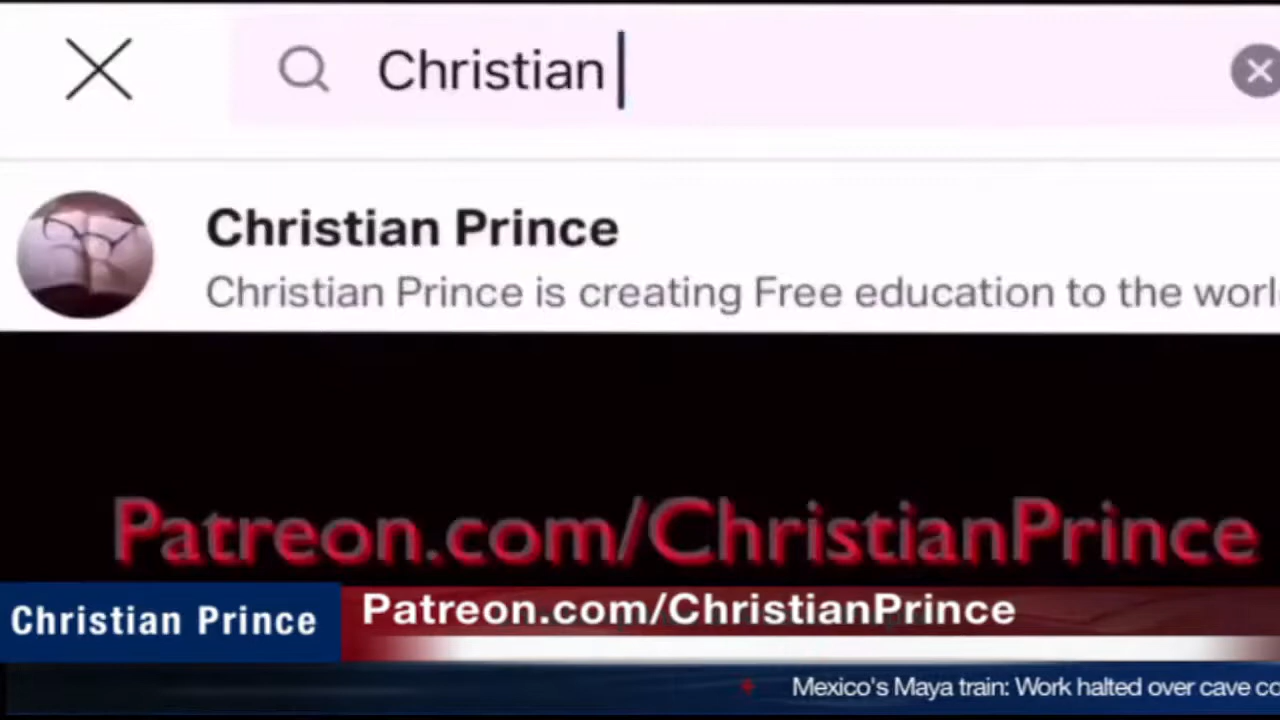 Christian
Christian Prince
Christian Prince is creating Free education to the worl
Patreon.com/ChristianPrince
Christian Prince
Patreon.com/ChristianPrince
Mexico's Maya train: Work halted over cave co